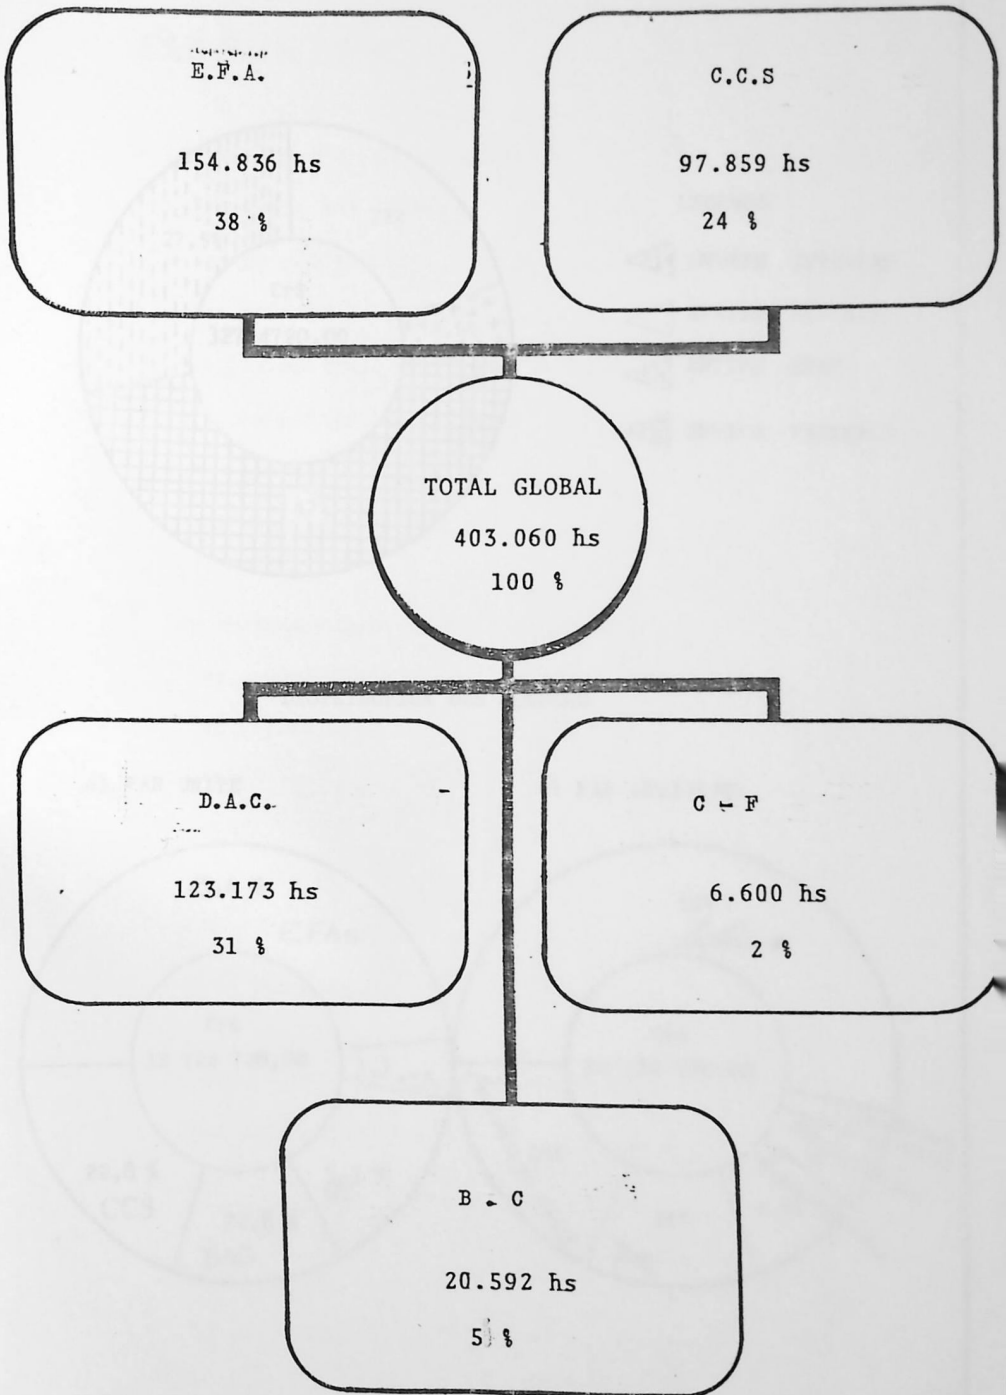 E.F.A.
154.836 hs
38 %
C.C.S
97.859 hs
24 %
TOTAL GLOBAL
403.060 hs
100 %
D.A.C.
123.173 hs
31 %
C - F
6.600 hs
2 %
B - C
20.592 hs
5 %